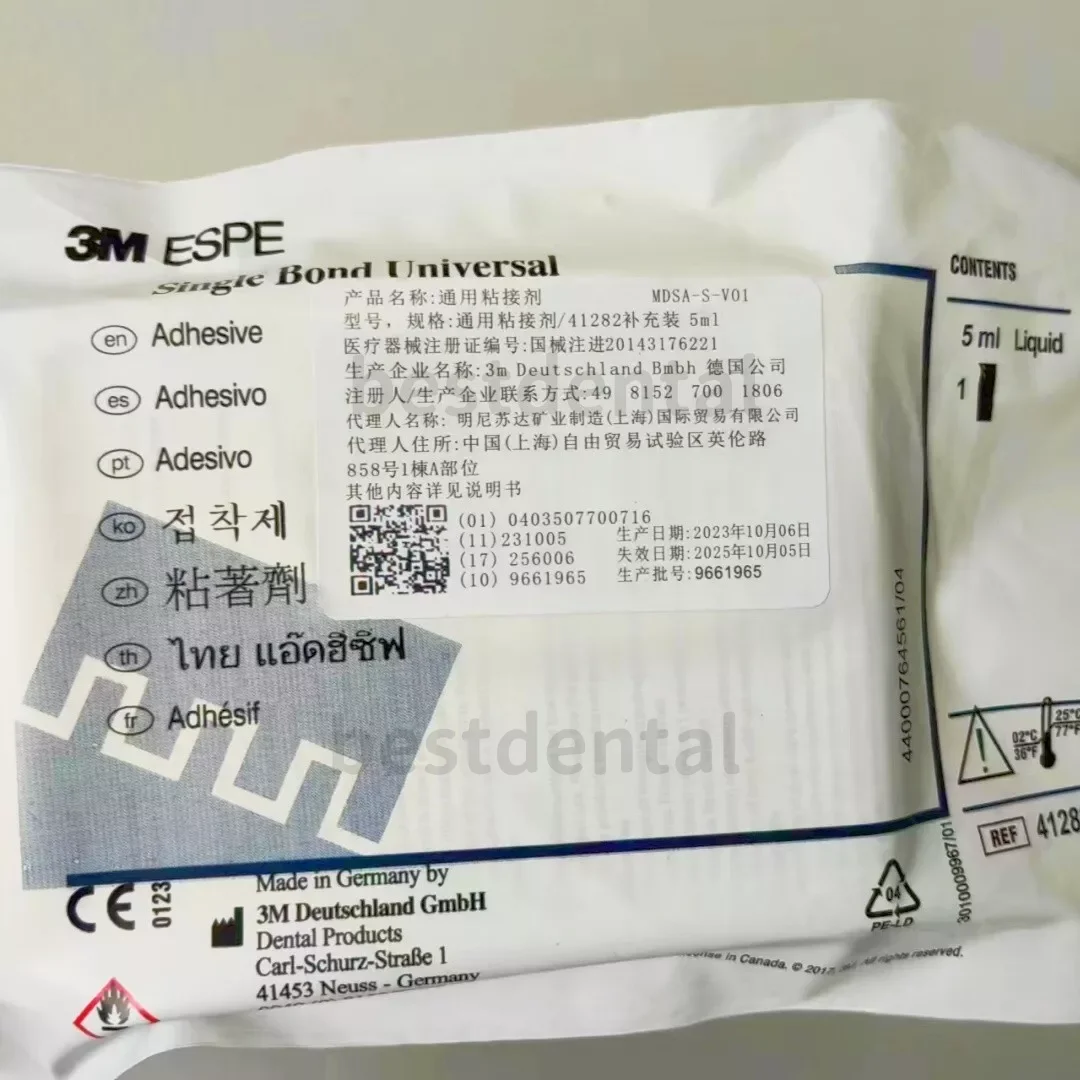 3M ESPE
Single Bond Universal
en Adhesive
es Adhesivo
pt Adesivo
ko 접착제
zh 粘著劑
th ไทย แอ๊ดฮีซิฟ
fr Adhésif
产品名称:通用粘接剂 MDSA-S-V01
型号，规格:通用粘接剂/41282补充装 5ml
医疗器械注册证编号:国械注进20143176221
生产企业名称:3m Deutschland Bmbh 德国公司
注册人/生产企业联系方式:49 8152 700 1806
代理人名称: 明尼苏达矿业制造(上海)国际贸易有限公司
代理人住所:中国(上海)自由贸易试验区英伦路
858号1棟A部位
其他内容详见说明书
(01) 0403507700716
(11)231005
(17) 256006
(10) 9661965
生产日期:2023年10月06日
失效日期:2025年10月05日
生产批号:9661965
bestdental
bestdental
CONTENTS
5 ml Liquid
1
44000764561/04
02°C
36°F
25°C
77°F
REF 4128
3010009967/01
CE 0123
Made in Germany by
3M Deutschland GmbH
Dental Products
Carl-Schurz-Straße 1
41453 Neuss - Germany
04
PE-LD
in Canada, © 2017, 3M. All rights reserved.